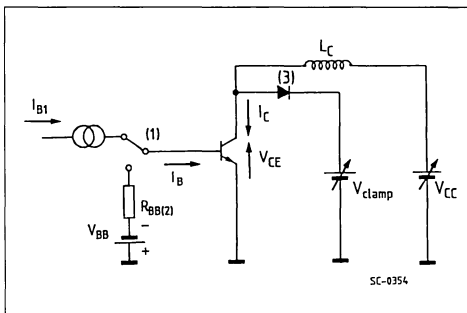 L_C
(3)
I_B1
(1)
I_C
I_B
V_CE
V_clamp
V_CC
R_BB(2)
V_BB
−
+
SC-0354